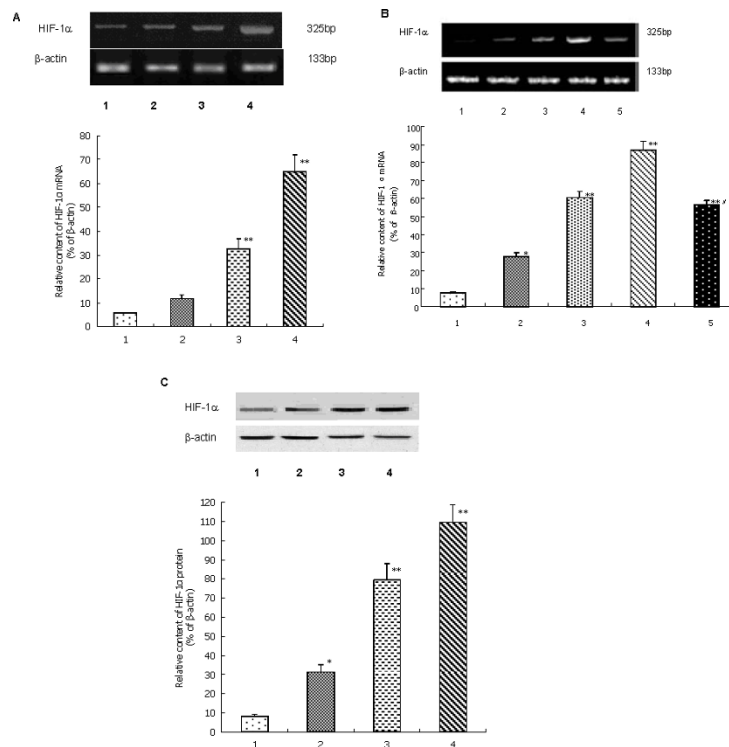 A
HIF-1α 325bp
β-actin 133bp
1 2 3 4
Relative content of HIF-1α mRNA
(% of β-actin)
80
70
60
50
40
30
20
10
0
**
**
1 2 3 4
B
HIF-1α 325bp
β-actin 133bp
1 2 3 4 5
Relative content of HIF-1 α mRNA
(% of β-actin)
100
90
80
70
60
50
40
30
20
10
0
*
**
**
**
1 2 3 4 5
C
HIF-1α
β-actin
1 2 3 4
Relative content of HIF-1α protein
(% of β-actin)
120
110
100
90
80
70
60
50
40
30
20
10
0
*
**
**
1 2 3 4